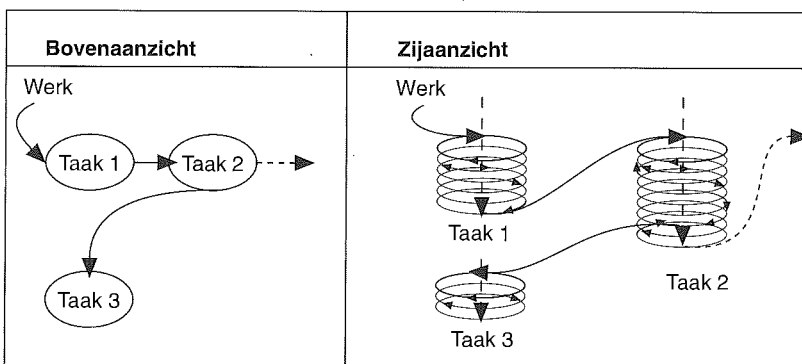 Bovenaanzicht
Werk
Taak 1
Taak 2
Taak 3
Zijaanzicht
Werk
Taak 1
Taak 2
Taak 3